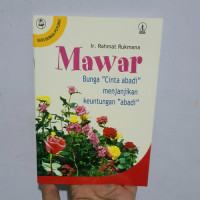 Ir. Rahmat Rukmana
Mawar
Bunga "Cinta abadi"
menjanjikan
keuntungan "abadi"